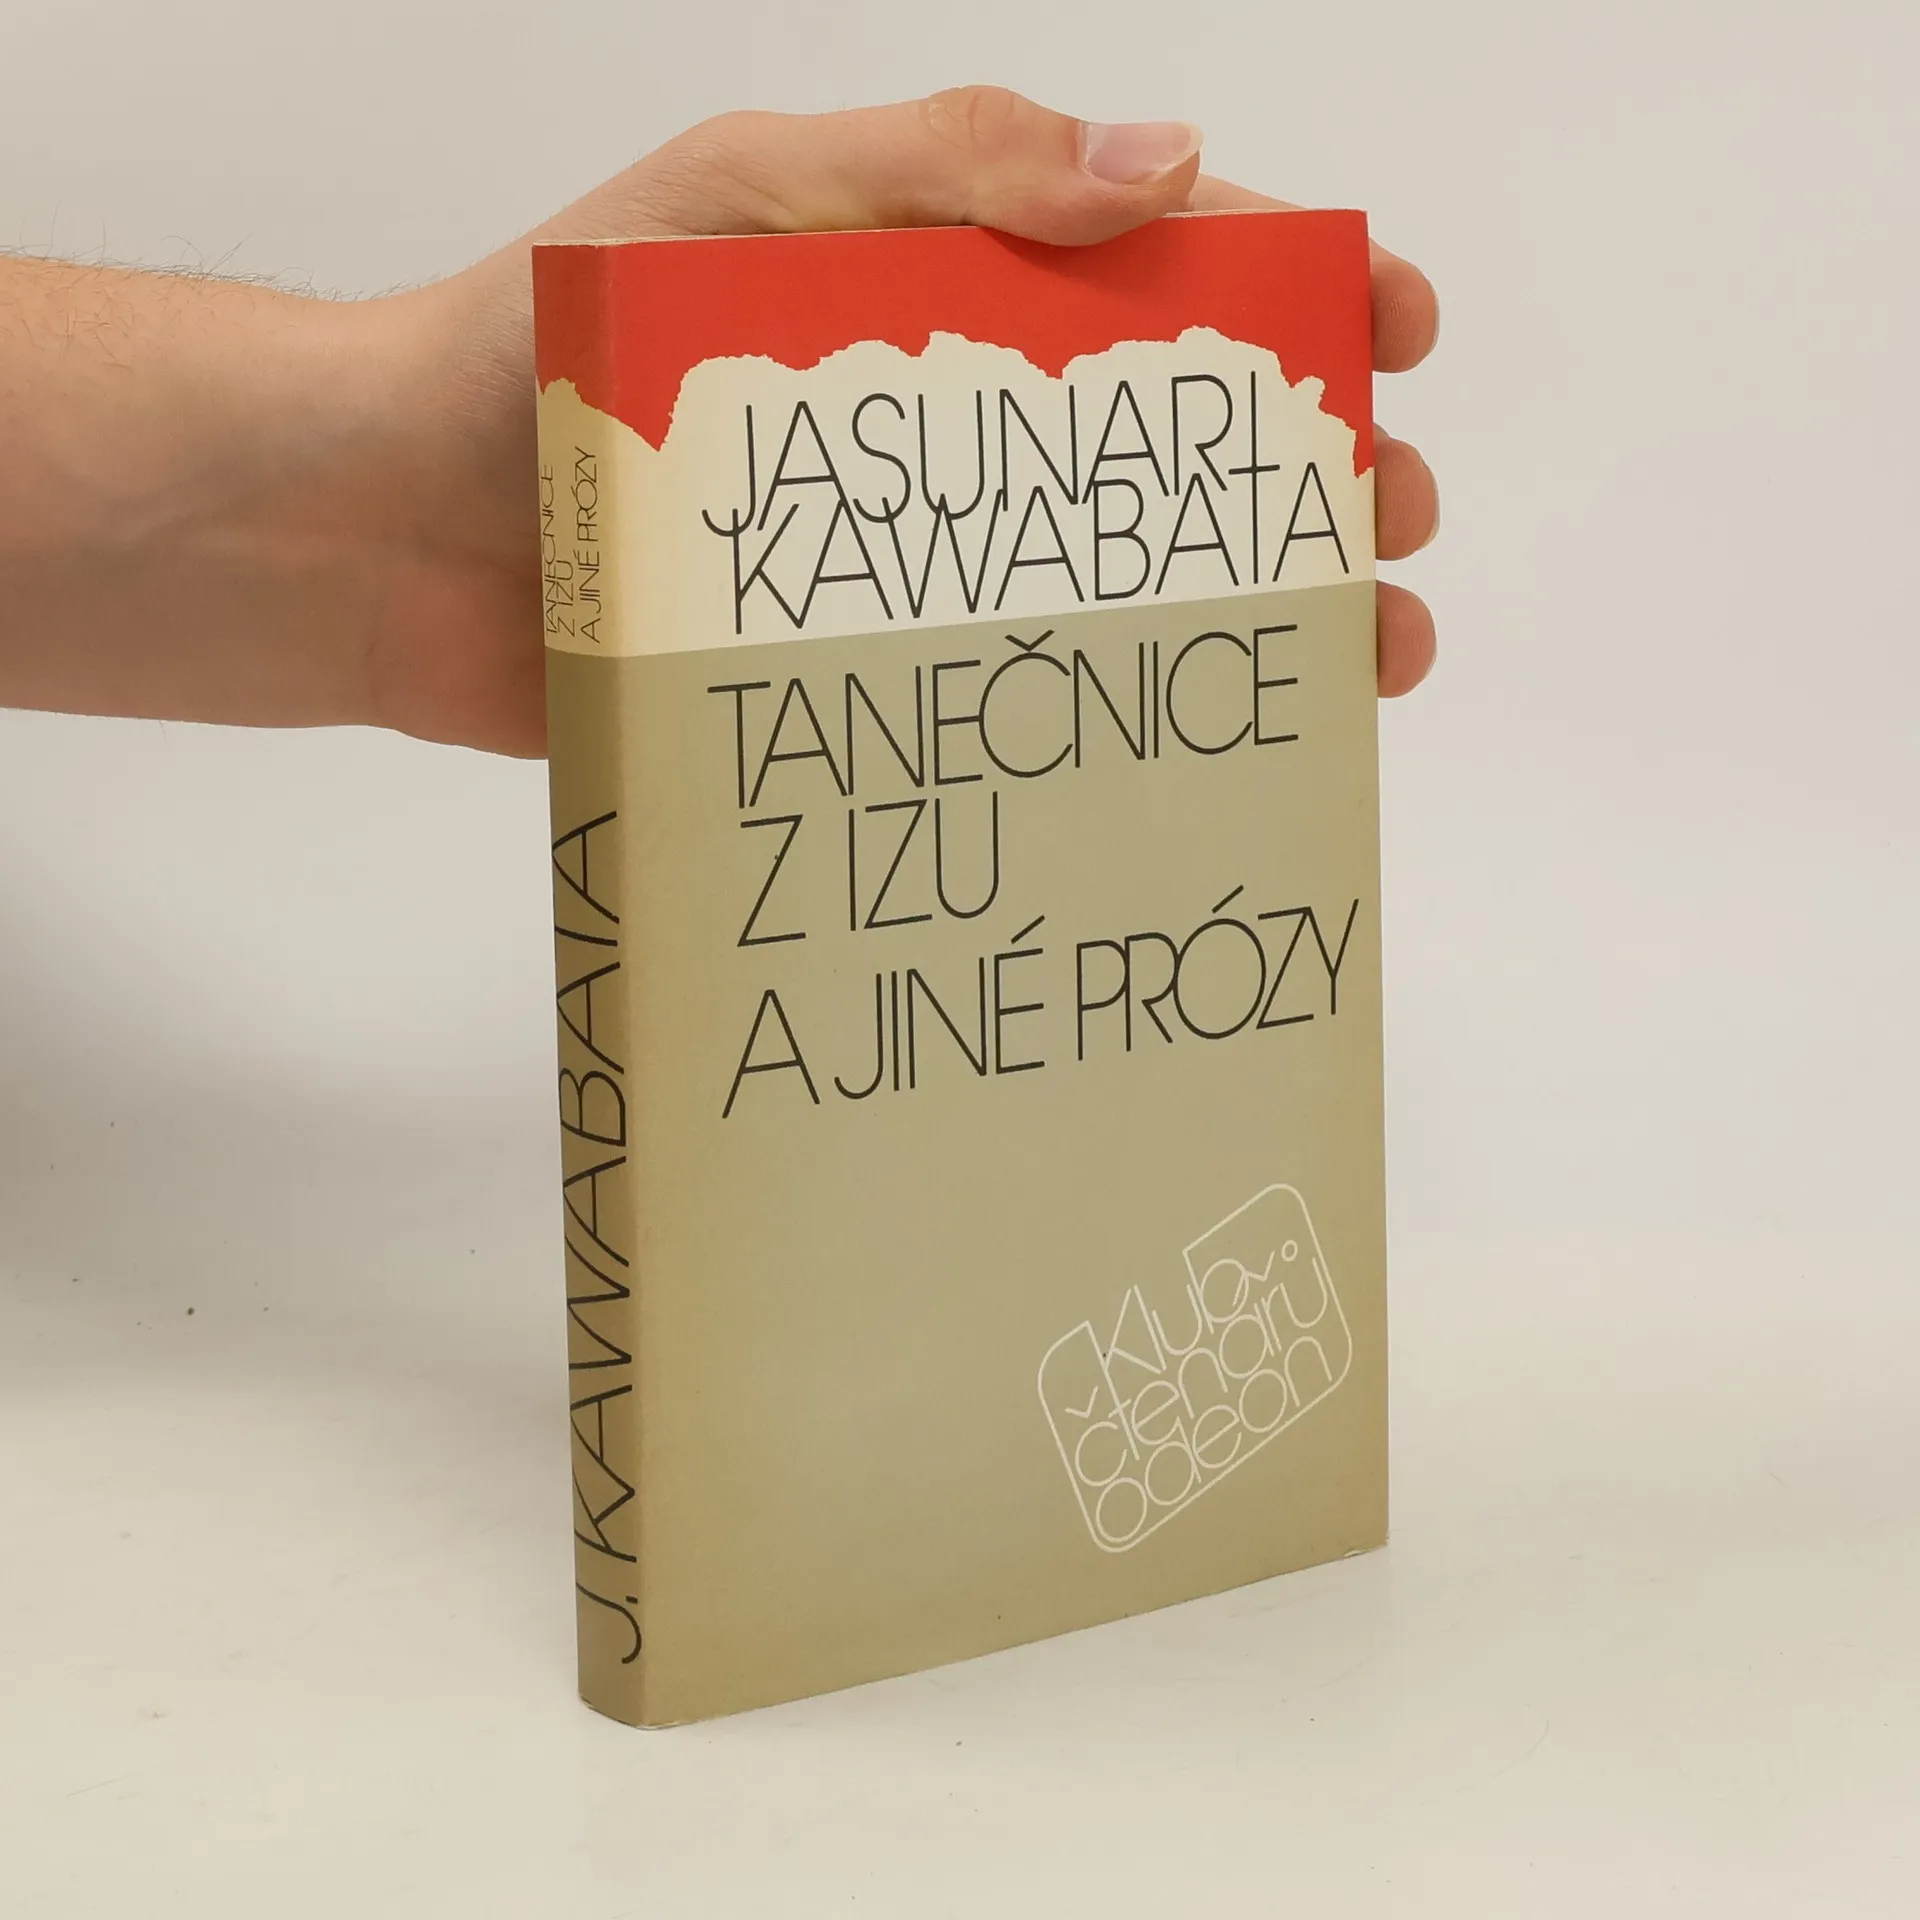 JASUNARI
KAWABATA
TANEČNICE
Z IZU
A JINÉ PRÓZY
klub
čtenářů
odeon
TANEČNICE
Z IZU
A JINÉ PRÓZY
J. KAWABATA